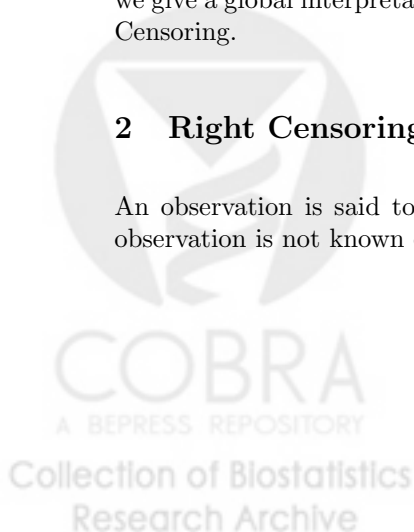 we give a global interpreta
Censoring.
2 Right Censoring
An observation is said to
observation is not known
COBRA
A BEPRESS REPOSITORY
Collection of Biostatistics
Research Archive